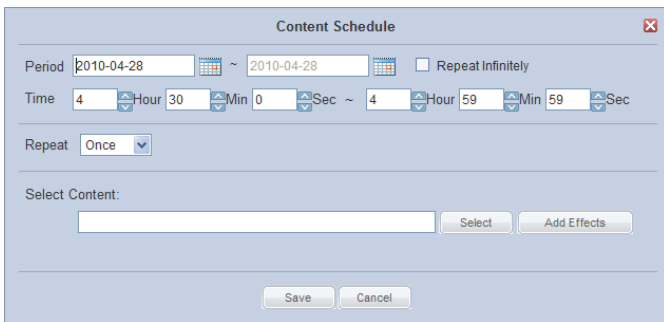 Content Schedule
Period 2010-04-28 ~ 2010-04-28 Repeat Infinitely
Time 4 Hour 30 Min 0 Sec ~ 4 Hour 59 Min 59 Sec
Repeat Once
Select Content:
Select Add Effects
Save Cancel